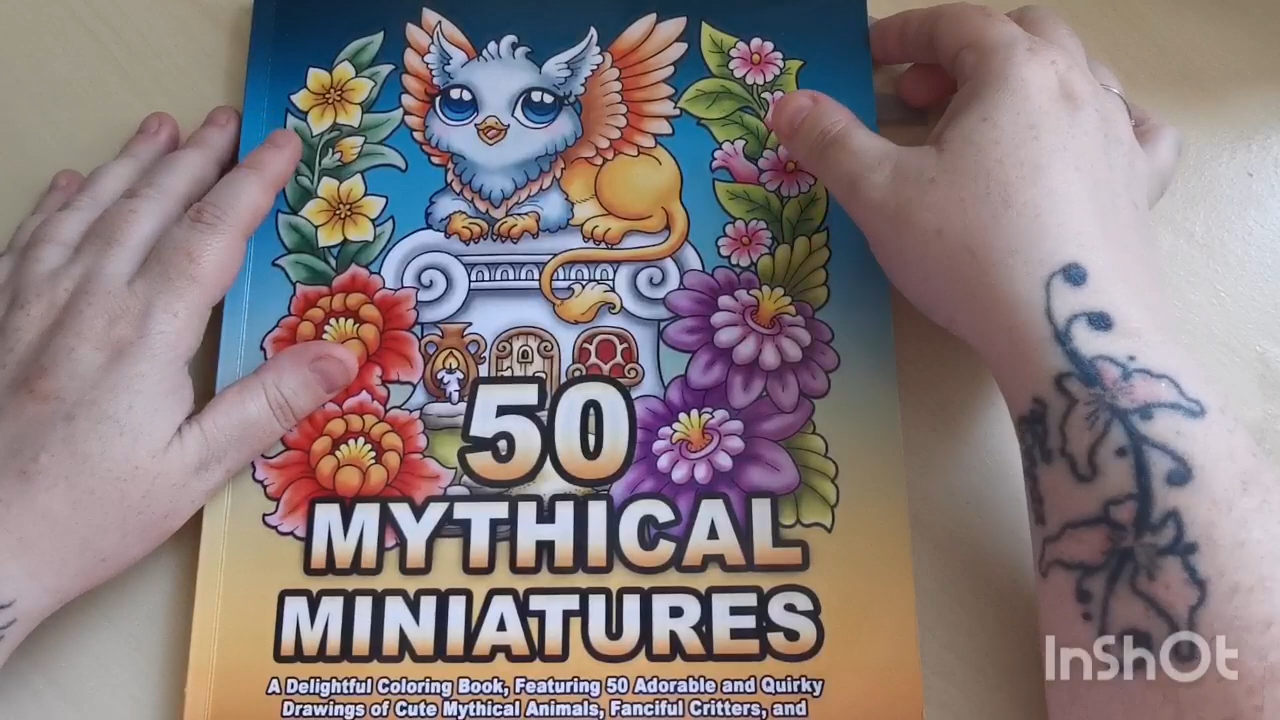 50
MYTHICAL
MINIATURES
A Delightful Coloring Book, Featuring 50 Adorable and Quirky
Drawings of Cute Mythical Animals, Fanciful Critters, and
InShOt